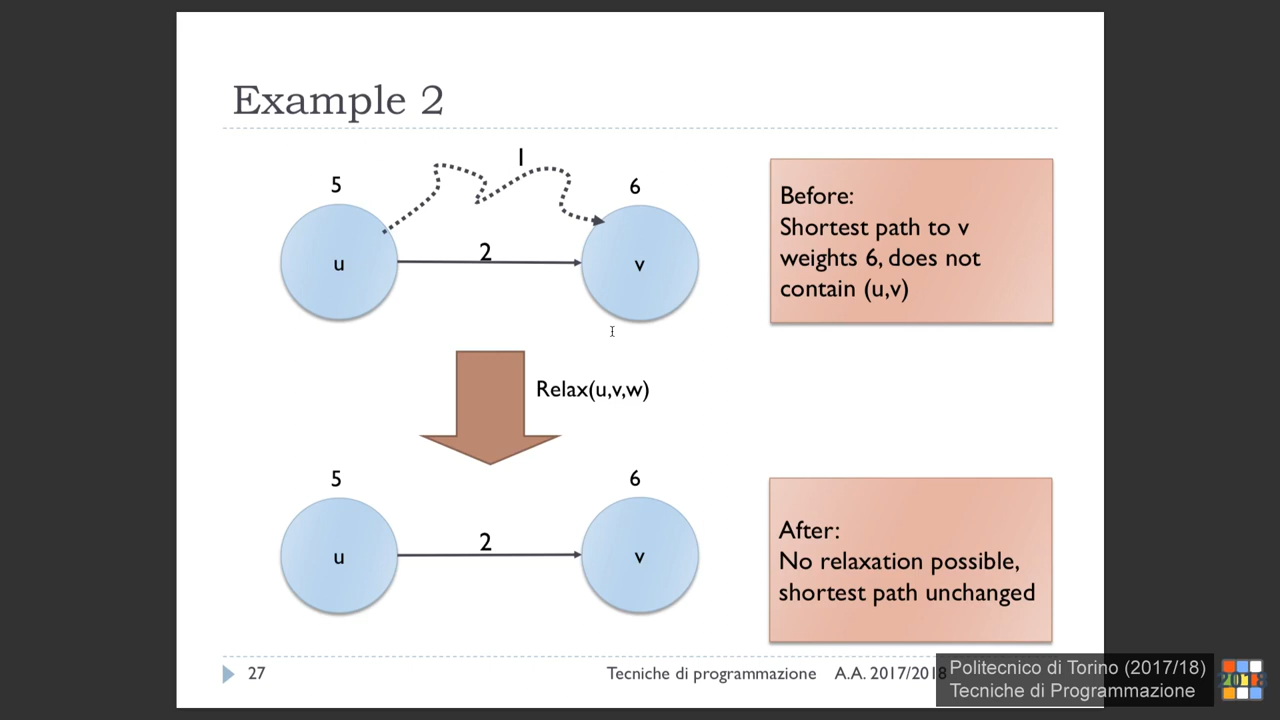 Example 2
1
5
6
2
u
v
Before:
Shortest path to v
weights 6, does not
contain (u,v)
Relax(u,v,w)
5
6
2
u
v
After:
No relaxation possible,
shortest path unchanged
27
Tecniche di programmazione A.A. 2017/2018
Politecnico di Torino (2017/18)
Tecniche di Programmazione
2018